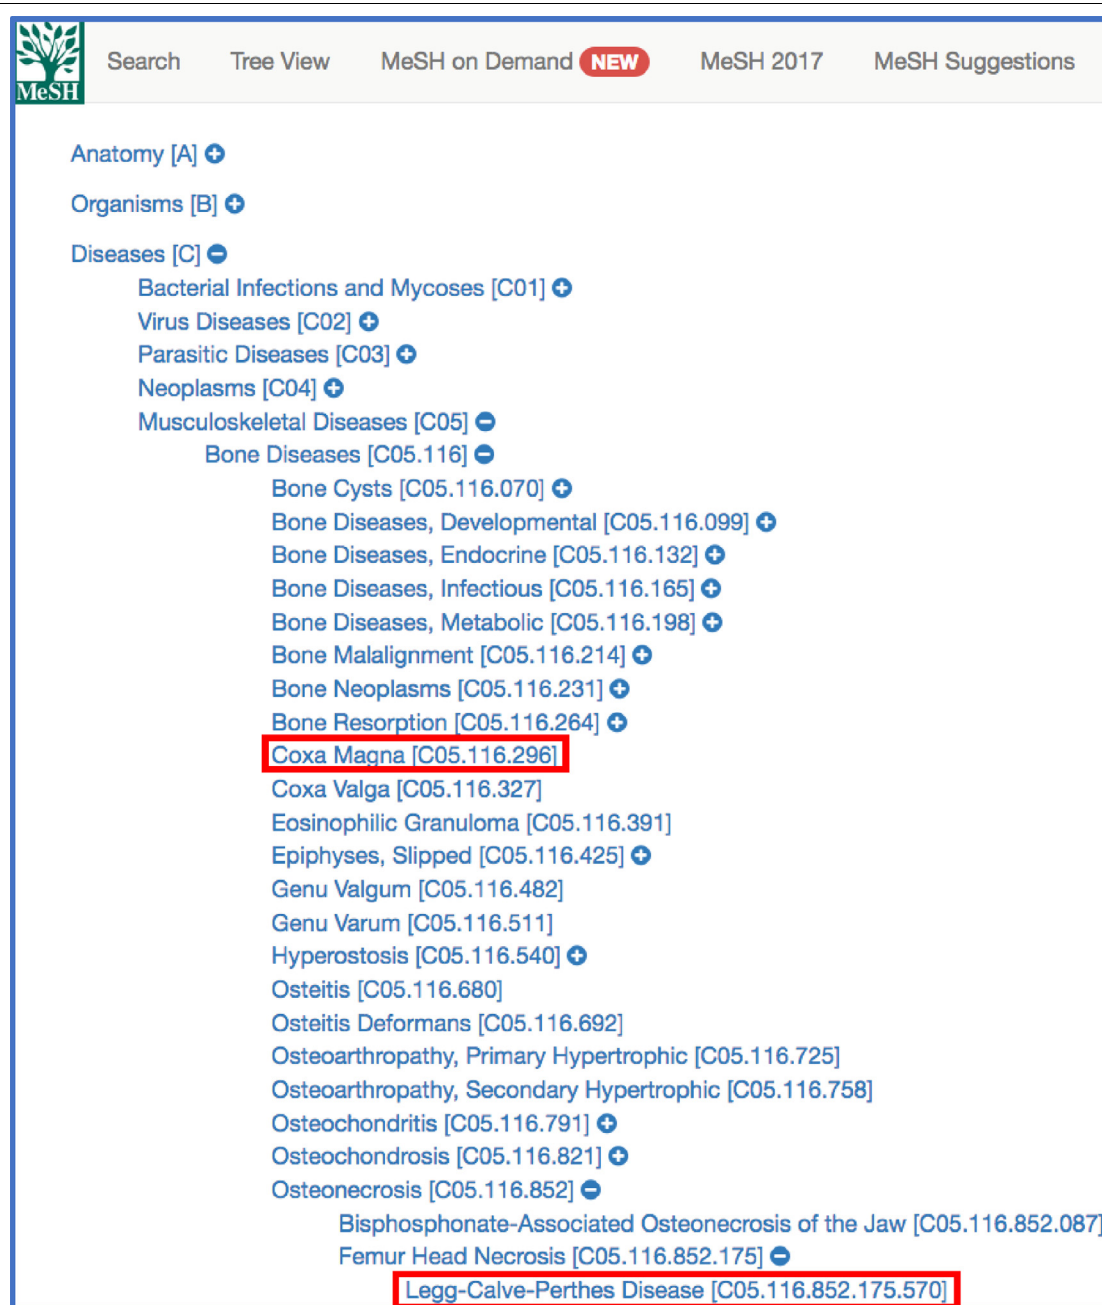 MeSH
Search Tree View MeSH on Demand NEW MeSH 2017 MeSH Suggestions
Anatomy [A]
Organisms [B]
Diseases [C]
Bacterial Infections and Mycoses [C01]
Virus Diseases [C02]
Parasitic Diseases [C03]
Neoplasms [C04]
Musculoskeletal Diseases [C05]
Bone Diseases [C05.116]
Bone Cysts [C05.116.070]
Bone Diseases, Developmental [C05.116.099]
Bone Diseases, Endocrine [C05.116.132]
Bone Diseases, Infectious [C05.116.165]
Bone Diseases, Metabolic [C05.116.198]
Bone Malalignment [C05.116.214]
Bone Neoplasms [C05.116.231]
Bone Resorption [C05.116.264]
Coxa Magna [C05.116.296]
Coxa Valga [C05.116.327]
Eosinophilic Granuloma [C05.116.391]
Epiphyses, Slipped [C05.116.425]
Genu Valgum [C05.116.482]
Genu Varum [C05.116.511]
Hyperostosis [C05.116.540]
Osteitis [C05.116.680]
Osteitis Deformans [C05.116.692]
Osteoarthropathy, Primary Hypertrophic [C05.116.725]
Osteoarthropathy, Secondary Hypertrophic [C05.116.758]
Osteochondritis [C05.116.791]
Osteochondrosis [C05.116.821]
Osteonecrosis [C05.116.852]
Bisphosphonate-Associated Osteonecrosis of the Jaw [C05.116.852.087]
Femur Head Necrosis [C05.116.852.175]
Legg-Calve-Perthes Disease [C05.116.852.175.570]